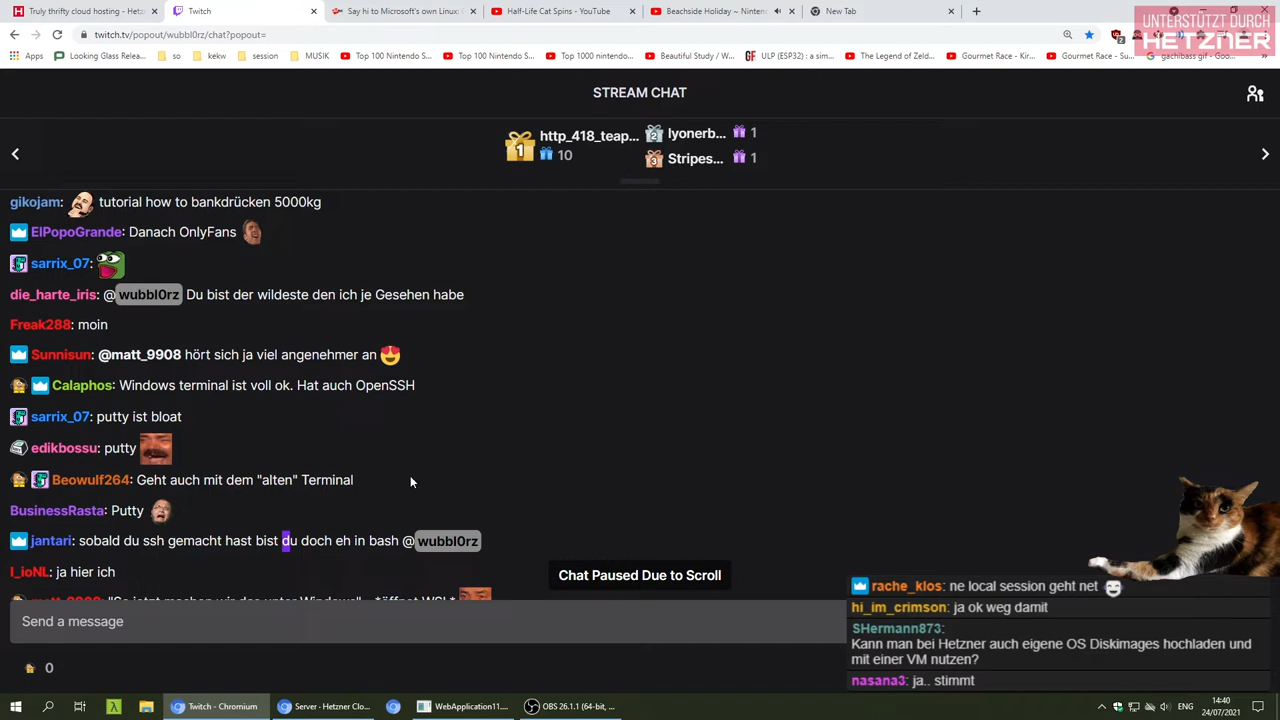 Truly thrifty cloud hosting - Hetz
Twitch
Say hi to Microsoft's own Linux:
Half-Life Cat Spins - YouTube
Beachside Holiday ~ Ninten
New Tab
twitch.tv/popout/wubbl0rz/chat?popout=
UNTERSTÜTZT DURCH
HETZNER
Apps
Looking Glass Relea...
so
kekw
session
MUSIK
Top 100 Nintendo S...
Top 100 Nintendo S...
Top 1000 nintendo...
Beautiful Study / W...
ULP (ESP32) : a sim...
The Legend of Zeld...
Gourmet Race - Kir...
Gourmet Race - Su...
gachibass gif - Goo...
STREAM CHAT
1
http_418_teap...
10
2
lyonerb...
1
3
Stripes...
1
gikojam: tutorial how to bankdrücken 5000kg
ElPopoGrande: Danach OnlyFans
sarrix_07:
die_harte_iris: @wubbl0rz Du bist der wildeste den ich je Gesehen habe
Freak288: moin
Sunnisun: @matt_9908 hört sich ja viel angenehmer an
Calaphos: Windows terminal ist voll ok. Hat auch OpenSSH
sarrix_07: putty ist bloat
edikbossu: putty
Beowulf264: Geht auch mit dem "alten" Terminal
BusinessRasta: Putty
jantari: sobald du ssh gemacht hast bist du doch eh in bash @wubbl0rz
l_ioNL: ja hier ich
Chat Paused Due to Scroll
Send a message
0
rache_klos: ne local session geht net
hi_im_crimson: ja ok weg damit
SHermann873:
Kann man bei Hetzner auch eigene OS Diskimages hochladen und
mit einer VM nutzen?
nasana3: ja.. stimmt
Twitch - Chromium
Server · Hetzner Clo...
WebApplication11...
OBS 26.1.1 (64-bit, ...
ENG
14:40
24/07/2021